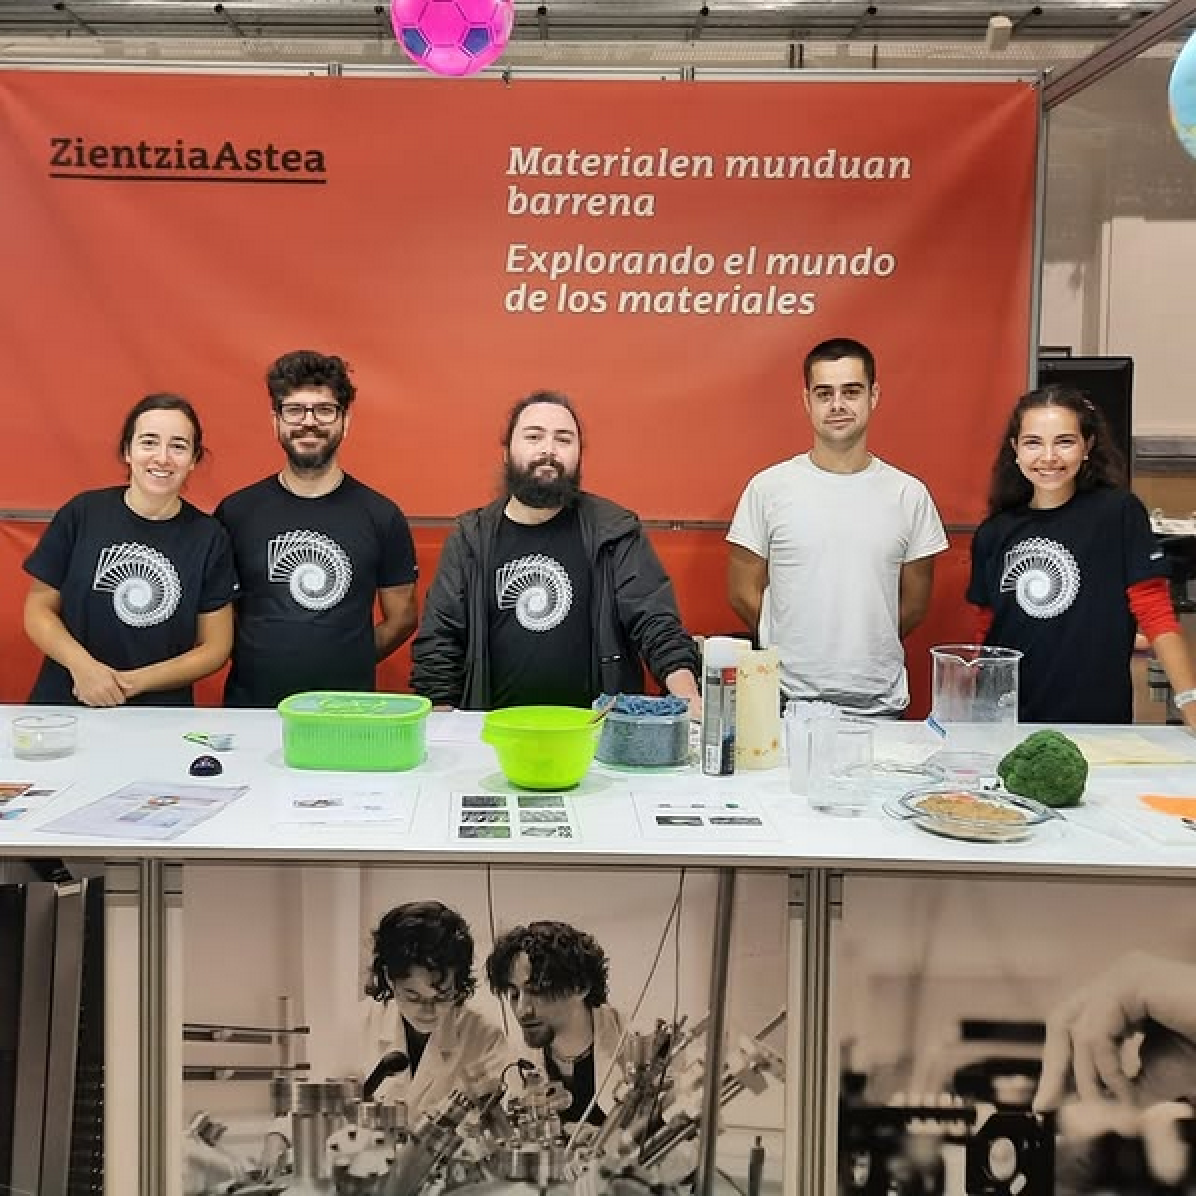 ZientziaAstea
Materialen munduan
barrena
Explorando el mundo
de los materiales